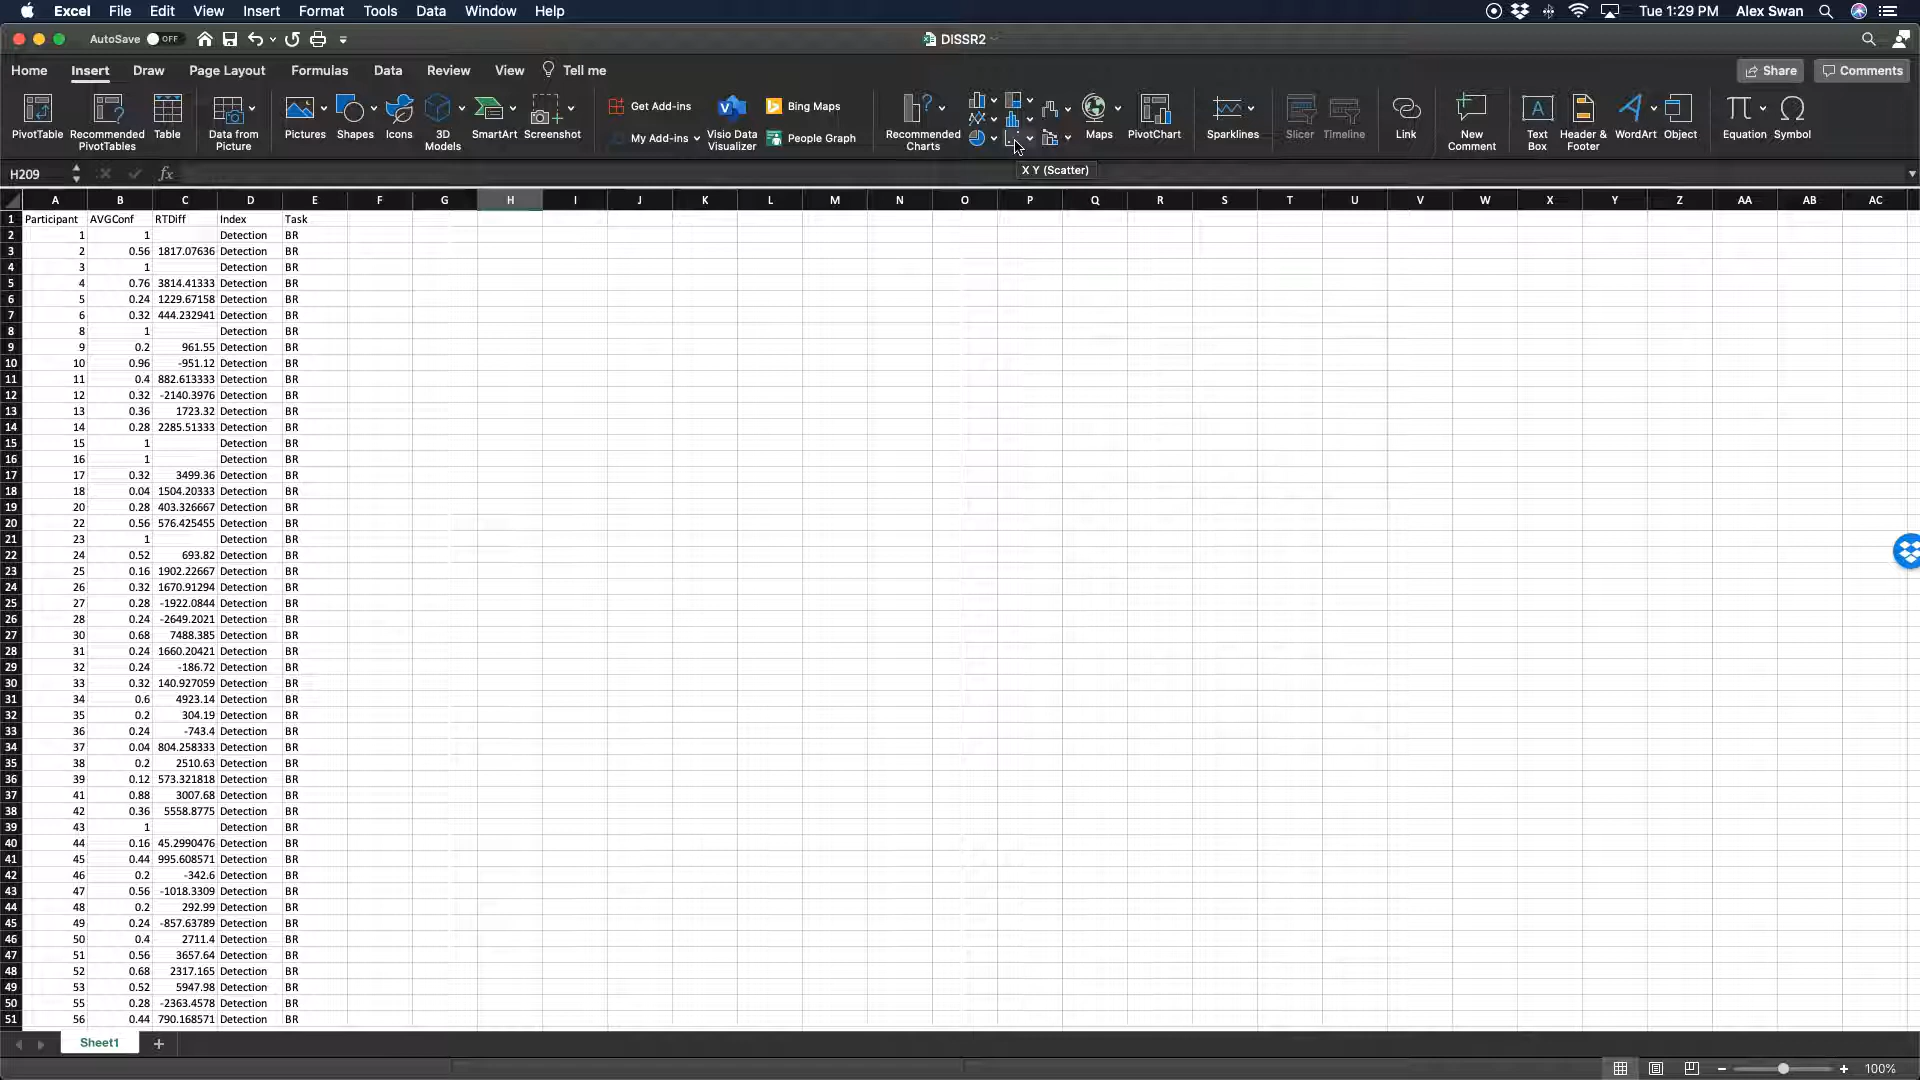 Excel File Edit View Insert Format Tools Data Window Help Tue 1:29 PM Alex Swan
AutoSave OFF DISSR2
Home Insert Draw Page Layout Formulas Data Review View Tell me Share Comments
PivotTable Recommended PivotTables Table Data from Picture Pictures Shapes Icons 3D Models SmartArt Screenshot Get Add-ins My Add-ins Visio Data Visualizer Bing Maps People Graph Recommended Charts Maps PivotChart Sparklines Slicer Timeline Link New Comment Text Box Header & Footer WordArt Object Equation Symbol
H209 fx X Y (Scatter)
A B C D E F G H I J K L M N O P Q R S T U V W X Y Z AA AB AC
1 Participant AVGConf RTDiff Index Task
2 1 1 Detection BR
3 2 0.56 1817.07636 Detection BR
4 3 1 Detection BR
5 4 0.76 3814.41333 Detection BR
6 5 0.24 1229.67158 Detection BR
7 6 0.32 444.232941 Detection BR
8 8 1 Detection BR
9 9 0.2 961.55 Detection BR
10 10 0.96 -951.12 Detection BR
11 11 0.4 882.613333 Detection BR
12 12 0.32 -2140.3976 Detection BR
13 13 0.36 1723.32 Detection BR
14 14 0.28 2285.51333 Detection BR
15 15 1 Detection BR
16 16 1 Detection BR
17 17 0.32 3499.36 Detection BR
18 18 0.04 1504.20333 Detection BR
19 20 0.28 403.326667 Detection BR
20 22 0.56 576.425455 Detection BR
21 23 1 Detection BR
22 24 0.52 693.82 Detection BR
23 25 0.16 1902.22667 Detection BR
24 26 0.32 1670.91294 Detection BR
25 27 0.28 -1922.0844 Detection BR
26 28 0.24 -2649.2021 Detection BR
27 30 0.68 7488.385 Detection BR
28 31 0.24 1660.20421 Detection BR
29 32 0.24 -186.72 Detection BR
30 33 0.32 140.927059 Detection BR
31 34 0.6 4923.14 Detection BR
32 35 0.2 304.19 Detection BR
33 36 0.24 -743.4 Detection BR
34 37 0.04 804.258333 Detection BR
35 38 0.2 2510.63 Detection BR
36 39 0.12 573.321818 Detection BR
37 41 0.88 3007.68 Detection BR
38 42 0.36 5558.8775 Detection BR
39 43 1 Detection BR
40 44 0.16 45.2990476 Detection BR
41 45 0.44 995.608571 Detection BR
42 46 0.2 -342.6 Detection BR
43 47 0.56 -1018.3309 Detection BR
44 48 0.2 292.99 Detection BR
45 49 0.24 -857.63789 Detection BR
46 50 0.4 2711.4 Detection BR
47 51 0.56 3657.64 Detection BR
48 52 0.68 2317.165 Detection BR
49 53 0.52 5947.98 Detection BR
50 55 0.28 -2363.4578 Detection BR
51 56 0.44 790.168571 Detection BR
Sheet1 +
100%